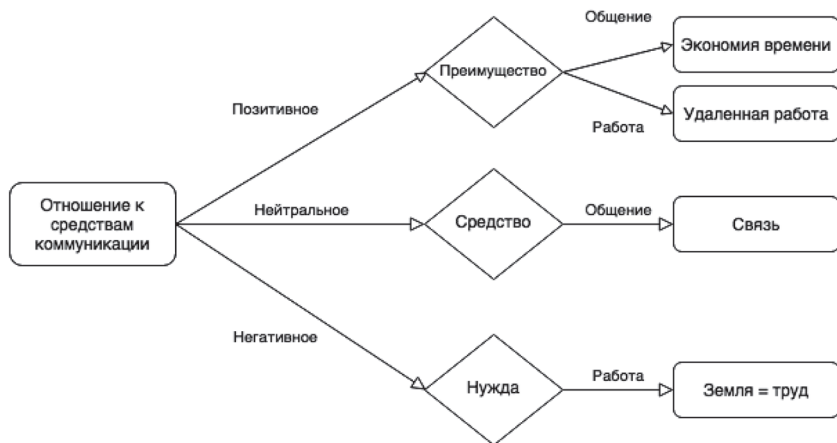 Общение
Экономия времени
Преимущество
Позитивное
Удаленная работа
Работа
Отношение к
средствам
коммуникации
Нейтральное
Средство
Общение
Связь
Негативное
Нужда
Работа
Земля = труд